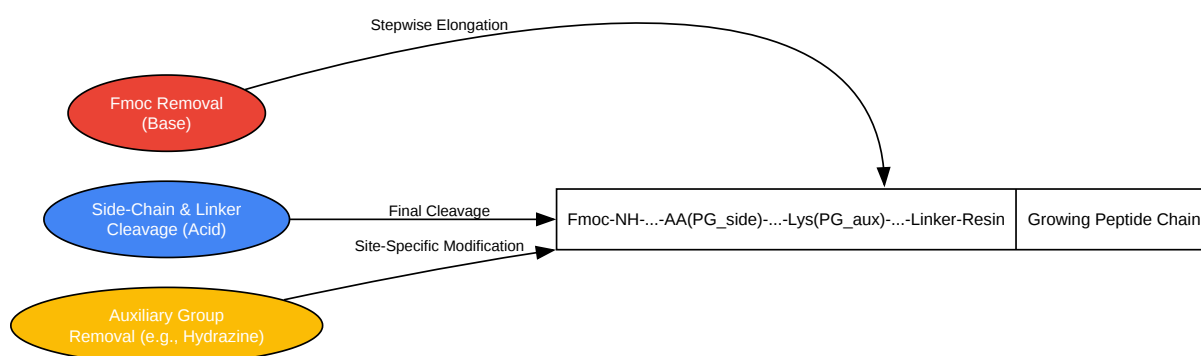 Stepwise Elongation
Fmoc Removal
(Base)
Side-Chain & Linker
Cleavage (Acid)
Final Cleavage
Fmoc-NH-...-AA(PG_side)-...-Lys(PG_aux)-...-Linker-Resin
Growing Peptide Chain
Site-Specific Modification
Auxiliary Group
Removal (e.g., Hydrazine)